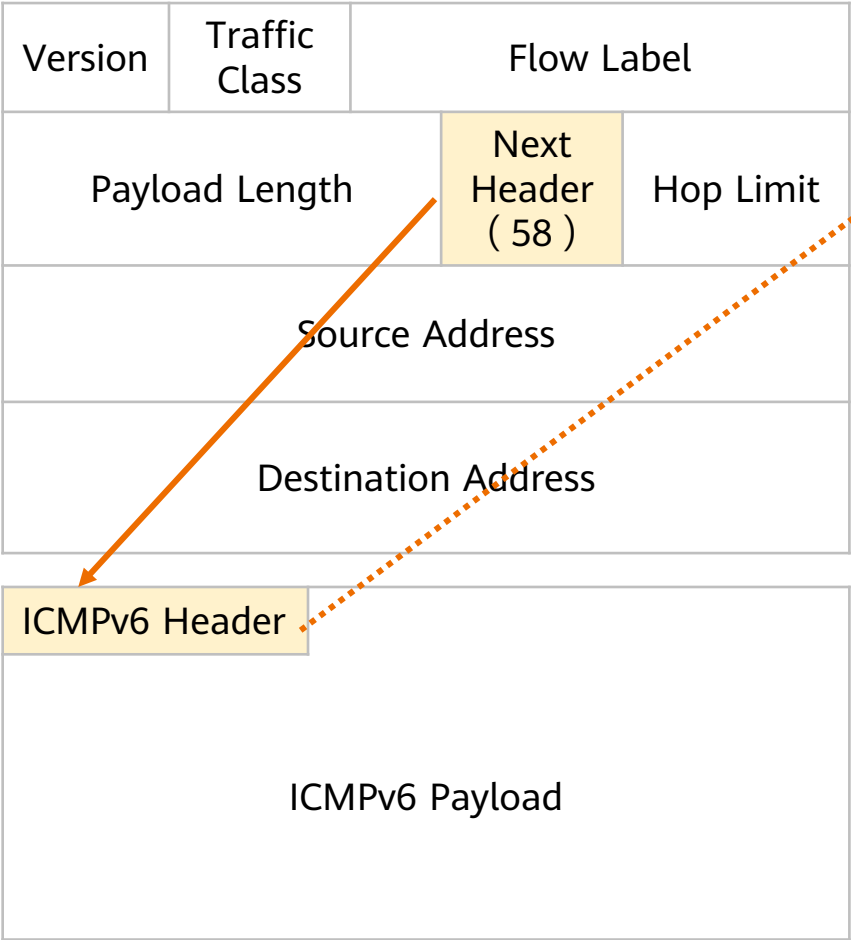 Version
Traffic
Class
Flow Label
Payload Length
Next
Header
( 58 )
Hop Limit
Source Address
Destination Address
ICMPv6 Header
ICMPv6 Payload